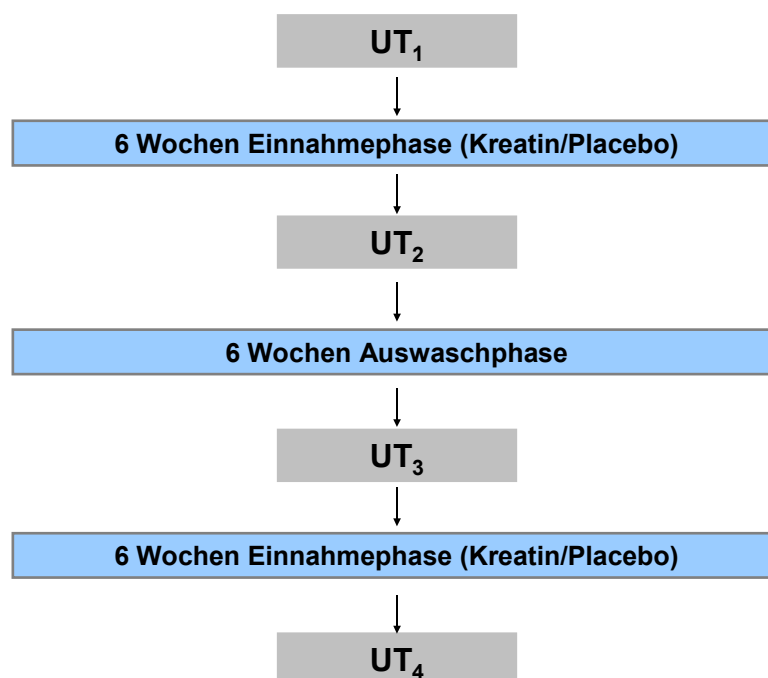 UT₁
6 Wochen Einnahmephase (Kreatin/Placebo)
UT₂
6 Wochen Auswaschphase
UT₃
6 Wochen Einnahmephase (Kreatin/Placebo)
UT₄